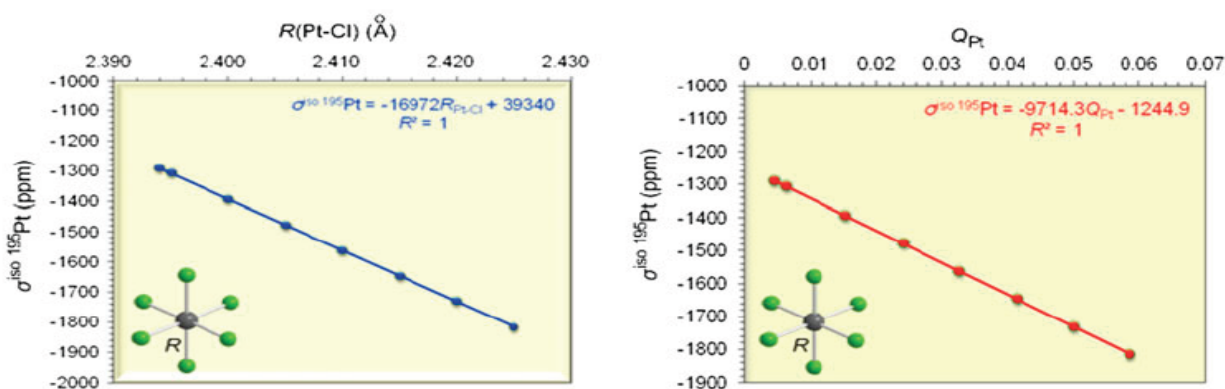 R(Pt-Cl) (Å)
2.390 2.400 2.410 2.420 2.430
-1000
-1100
-1200
-1300
-1400
-1500
-1600
-1700
-1800
-1900
-2000
σiso 195Pt (ppm)
σiso 195Pt = -16972RPt-Cl + 39340
R² = 1
R
QPt
0 0.01 0.02 0.03 0.04 0.05 0.06 0.07
-1000
-1100
-1200
-1300
-1400
-1500
-1600
-1700
-1800
-1900
σiso 195Pt (ppm)
σiso 195Pt = -9714.3QPt - 1244.9
R² = 1
R